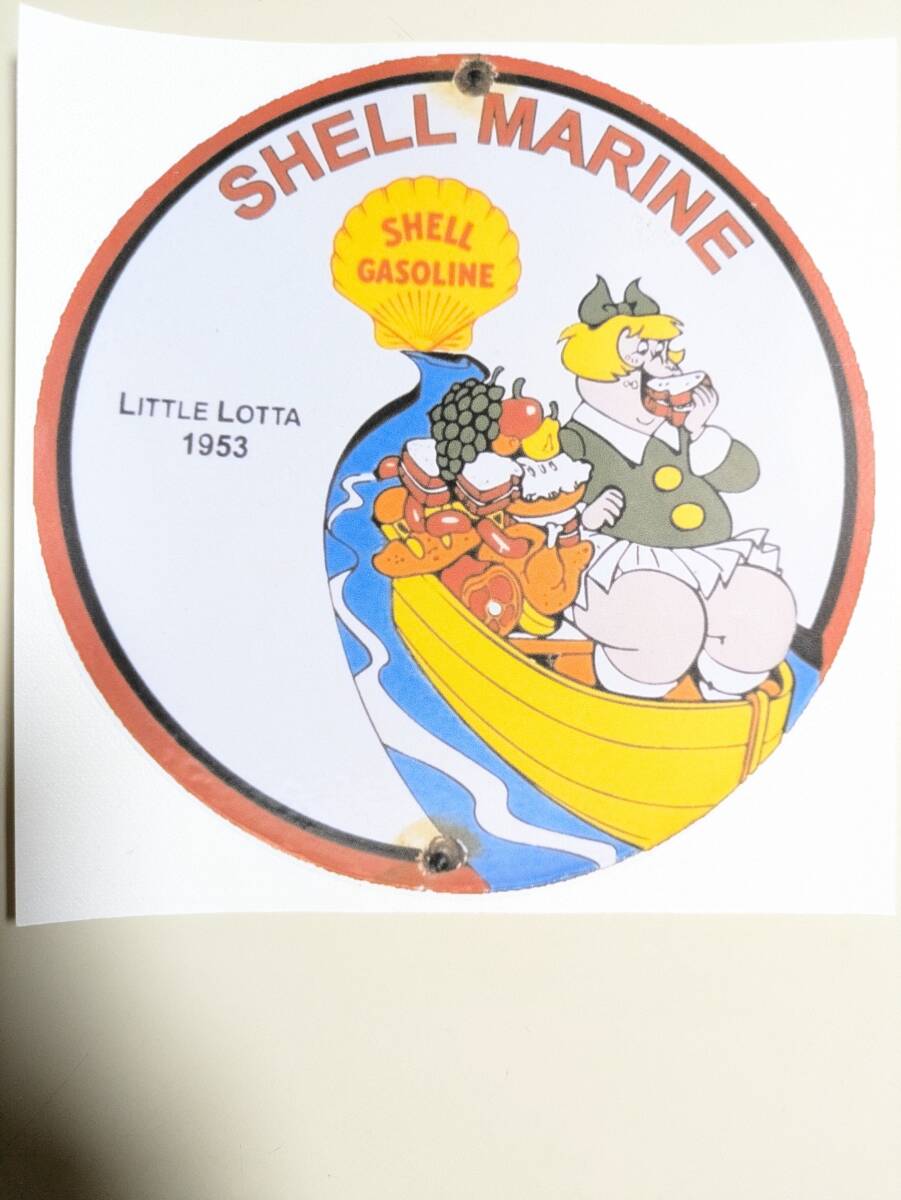 SHELL MARINE
SHELL
GASOLINE
LITTLE LOTTA
1953